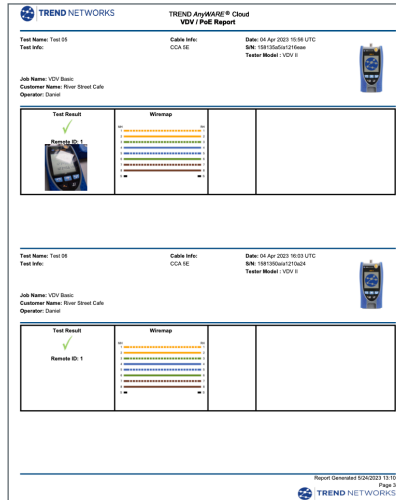 TREND NETWORKS
TREND AnyWARE® Cloud
VDV / PoE Report
Test Name: Test 05
Cable Info:
Date: 04 Apr 2023 15:56 UTC
Test Info:
CCA 5E
Tester Model : VDV II
Job Name: VDV Basic
Customer Name: River Street Cafe
Operator: Daniel
Test Result
Wiremap
Remote ID: 1
Test Name: Test 06
Cable Info:
Date: 04 Apr 2023 16:03 UTC
Test Info:
CCA 5E
Tester Model : VDV II
Job Name: VDV Basic
Customer Name: River Street Cafe
Operator: Daniel
Test Result
Wiremap
Remote ID: 1
Report Generated 5/24/2023 13:10
Page 3
TREND NETWORKS